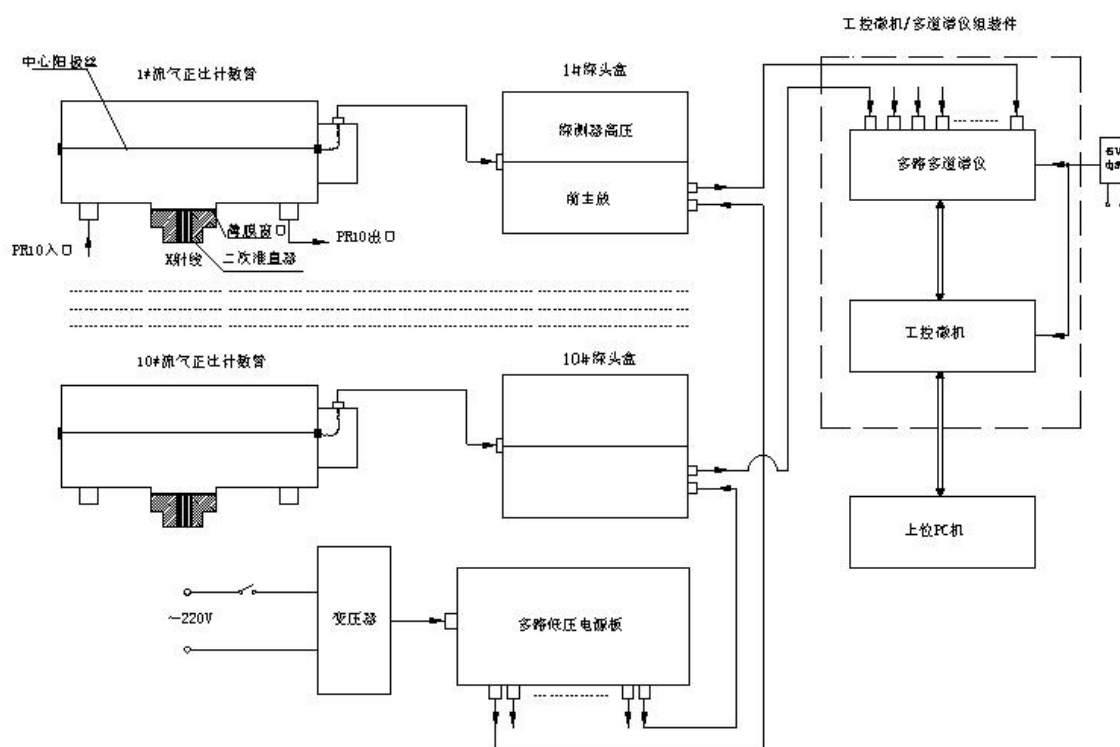 工控微机/多道谱仪组装件
中心阳极丝
1#流气正比计数管
1#探头盒
探测器高压
前主放
多路多道谱仪
薄膜窗口
PR10入口
X射线
二次准直器
PR10出口
工控微机
10#流气正比计数管
10#探头盒
上位PC机
～220V
变压器
多路低压电源板